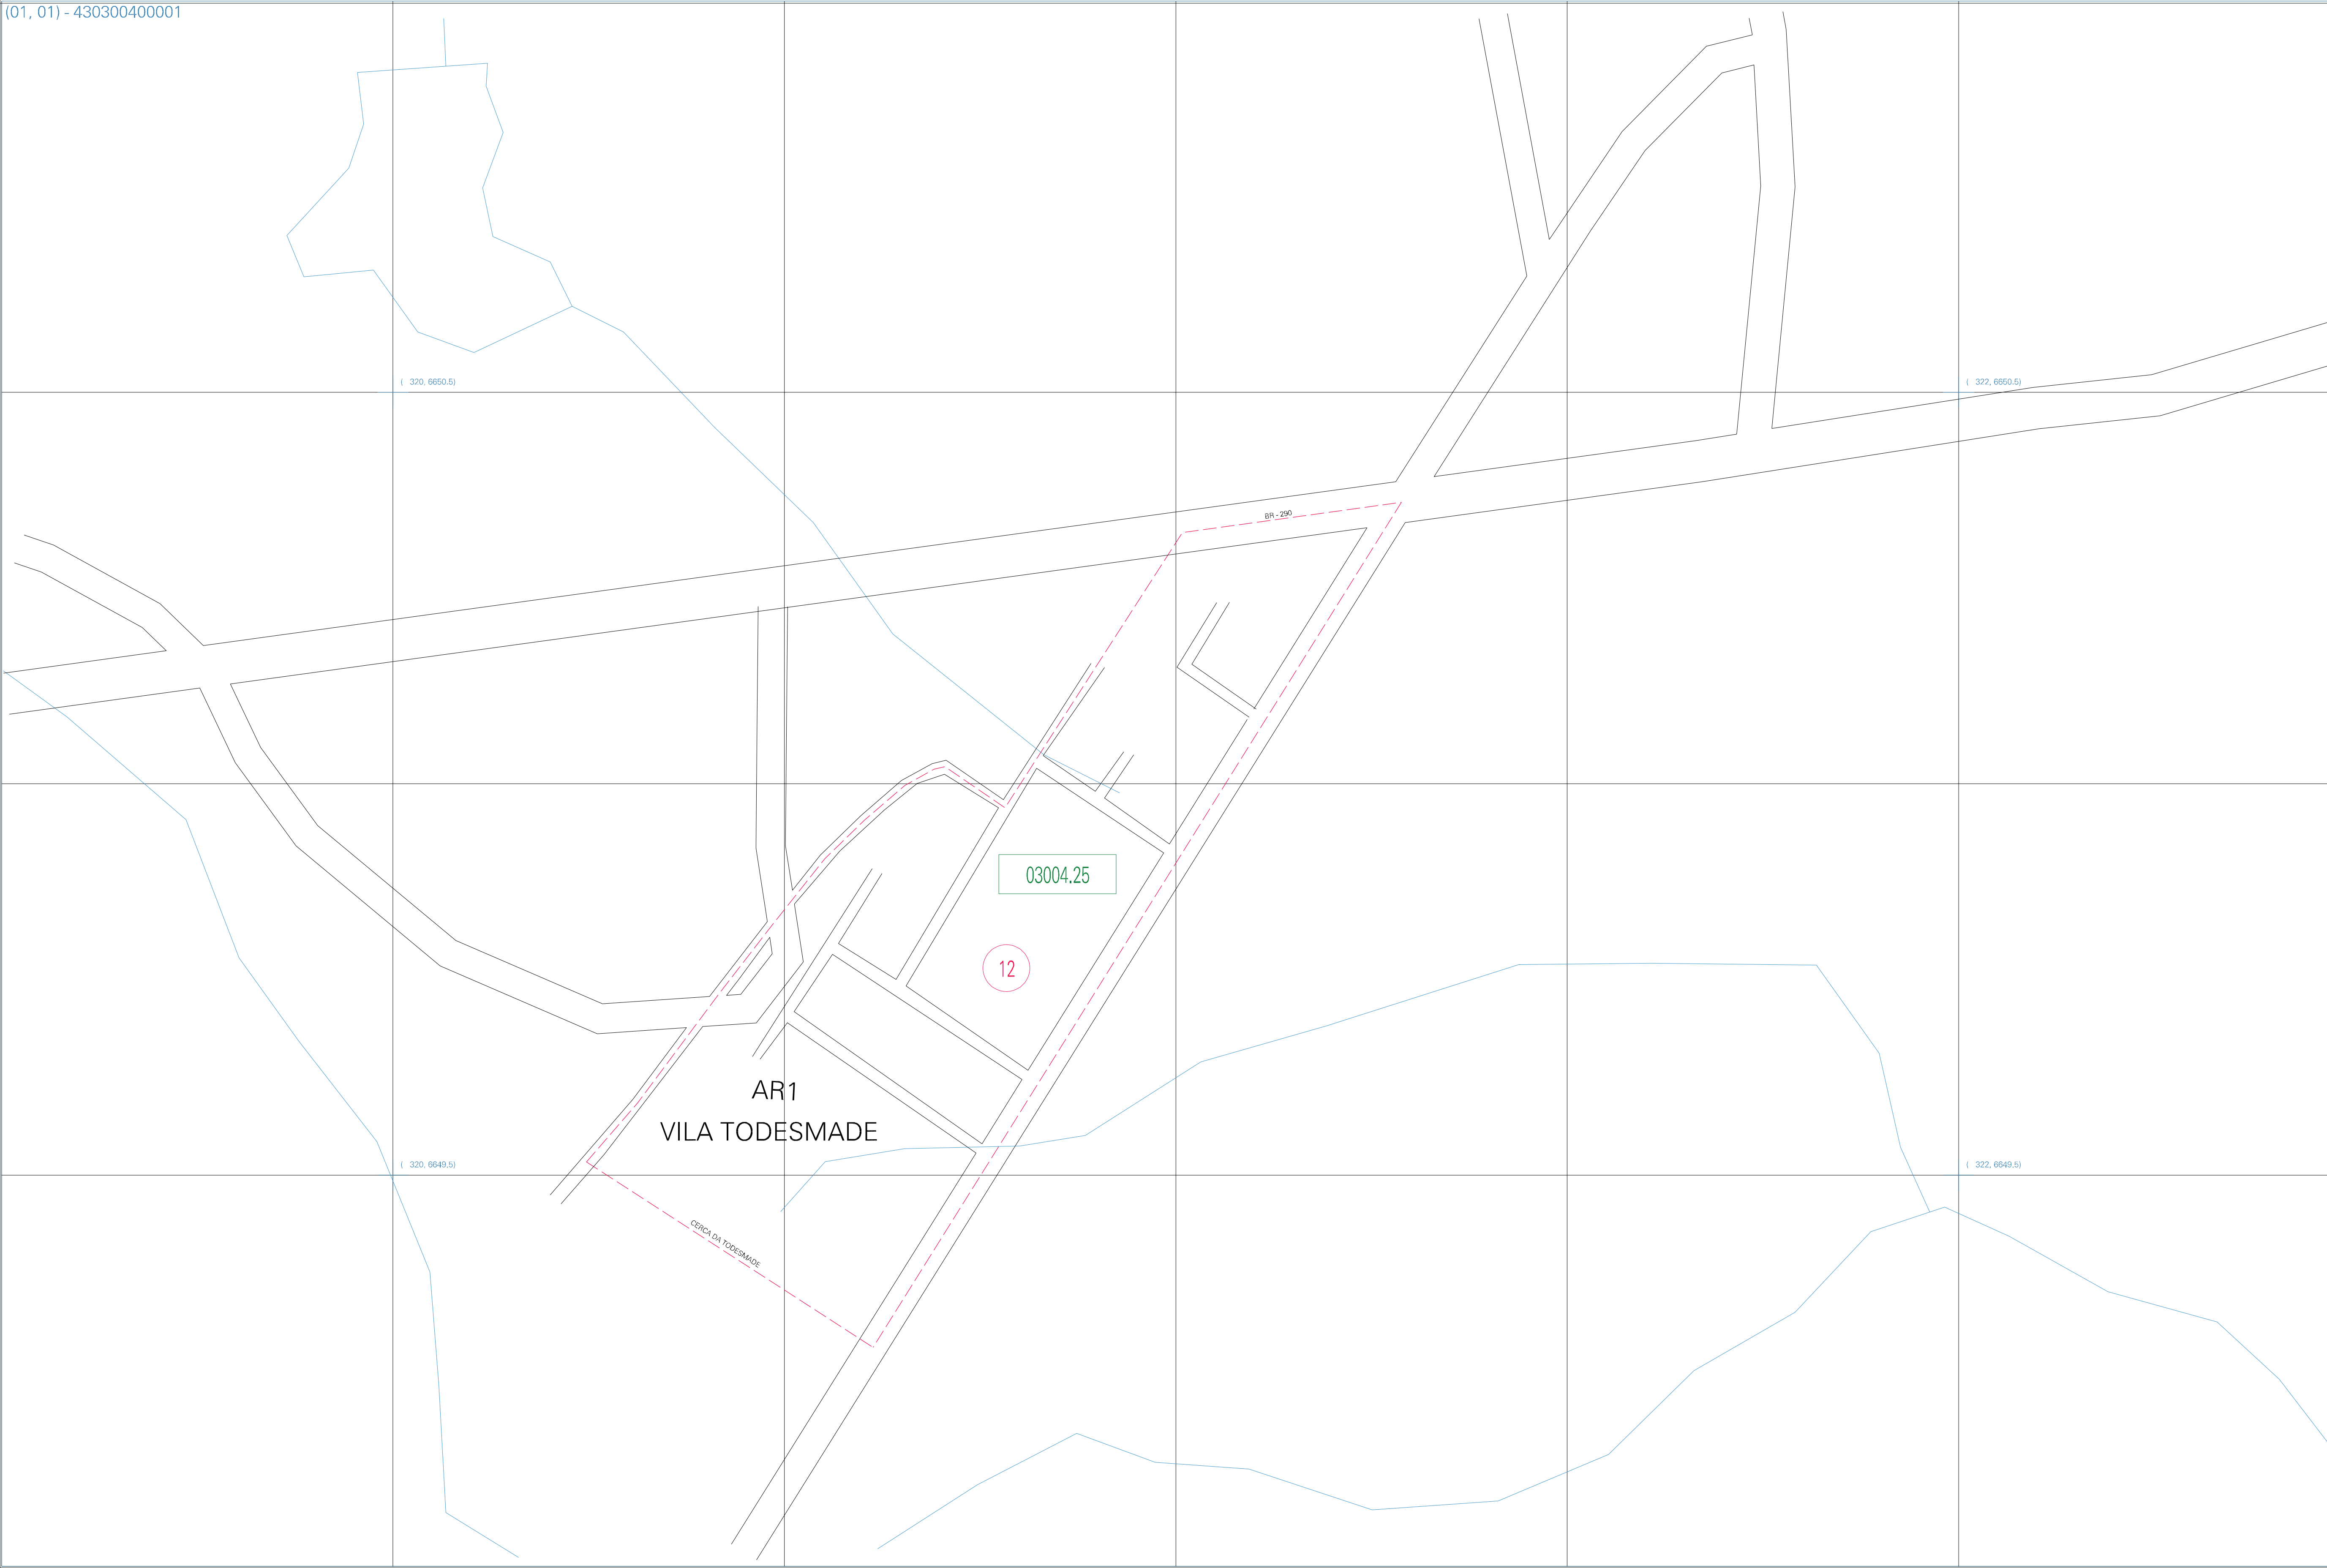 (01, 01) - 430300400001
( 320, 6650.5)
( 322, 6650.5)
BR - 290
03004.25
12
AR1
VILA TODESMADE
( 320, 6649.5)
( 322, 6649.5)
CERCA DA TODESMADE